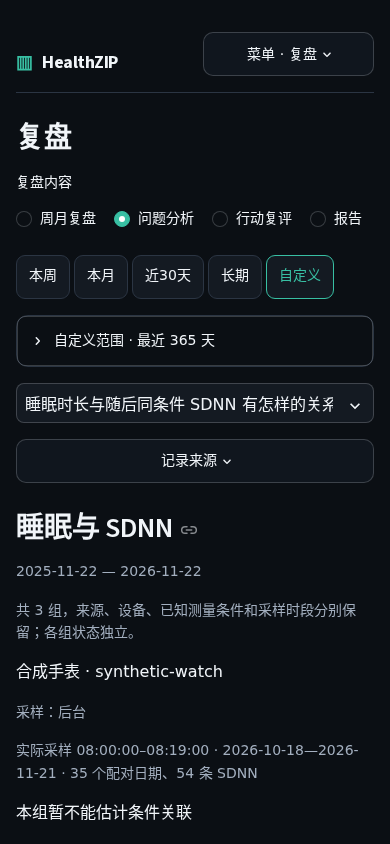 HealthZIP
菜单 · 复盘
复盘
复盘内容
周月复盘 问题分析 行动复评 报告
本周 本月 近30天 长期 自定义
自定义范围 · 最近 365 天
睡眠时长与随后同条件 SDNN 有怎样的关系
记录来源
睡眠与 SDNN
2025-11-22 — 2026-11-22
共 3 组，来源、设备、已知测量条件和采样时段分别保
留；各组状态独立。
合成手表 · synthetic-watch
采样：后台
实际采样 08:00:00–08:19:00 · 2026-10-18—2026-
11-21 · 35 个配对日期、54 条 SDNN
本组暂不能估计条件关联